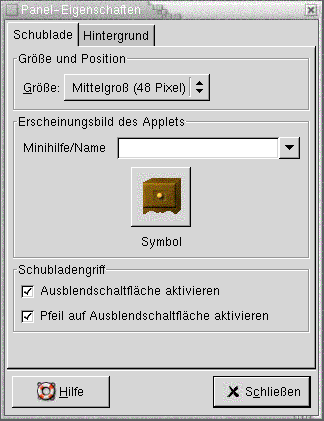 Panel-Eigenschaften
Schublade Hintergrund
Größe und Position
Größe: Mittelgroß (48 Pixel)
Erscheinungsbild des Applets
Minihilfe/Name
Symbol
Schubladengriff
Ausblendschaltfläche aktivieren
Pfeil auf Ausblendschaltfläche aktivieren
Hilfe Schließen